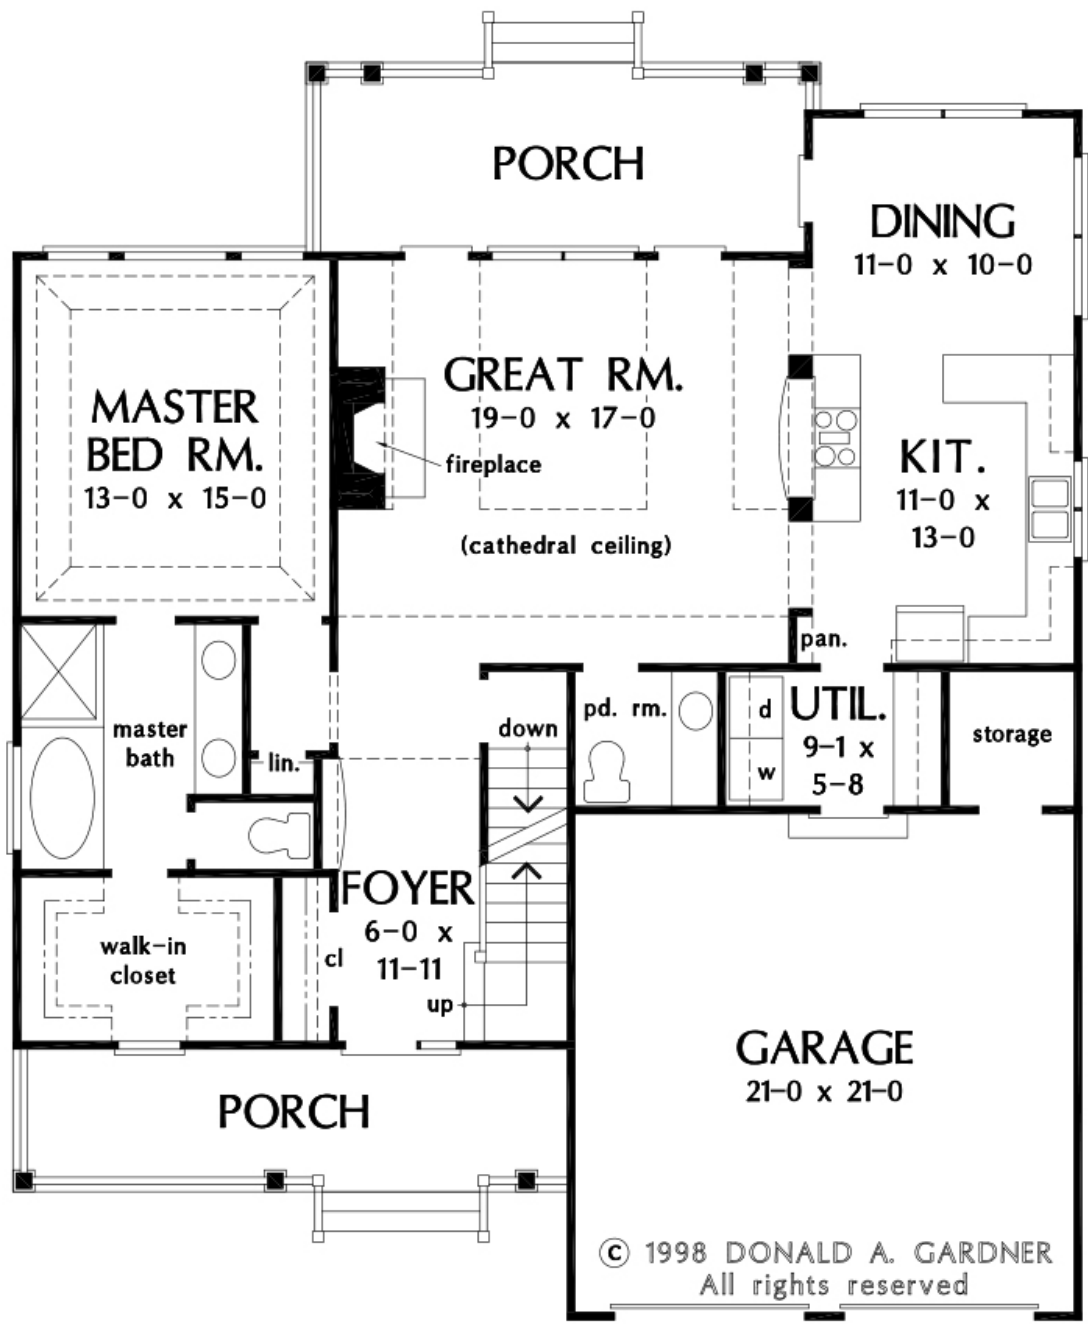 PORCH
DINING
11-0 x 10-0
GREAT RM.
19-0 x 17-0
fireplace
(cathedral ceiling)
MASTER
BED RM.
13-0 x 15-0
KIT.
11-0 x
13-0
pan.
master
bath
lin.
down
pd. rm.
d
w
UTIL.
9-1 x
5-8
storage
walk-in
closet
cl
FOYER
6-0 x
11-11
up
GARAGE
21-0 x 21-0
PORCH
© 1998 DONALD A. GARDNER
All rights reserved